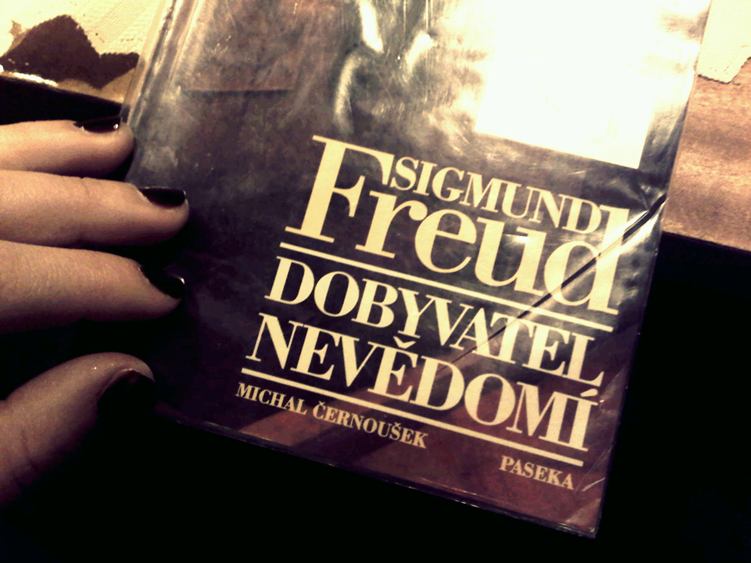 SIGMUND
Freud
DOBYVATEL
NEVĚDOMÍ
MICHAL ČERNOUŠEK
PASEKA